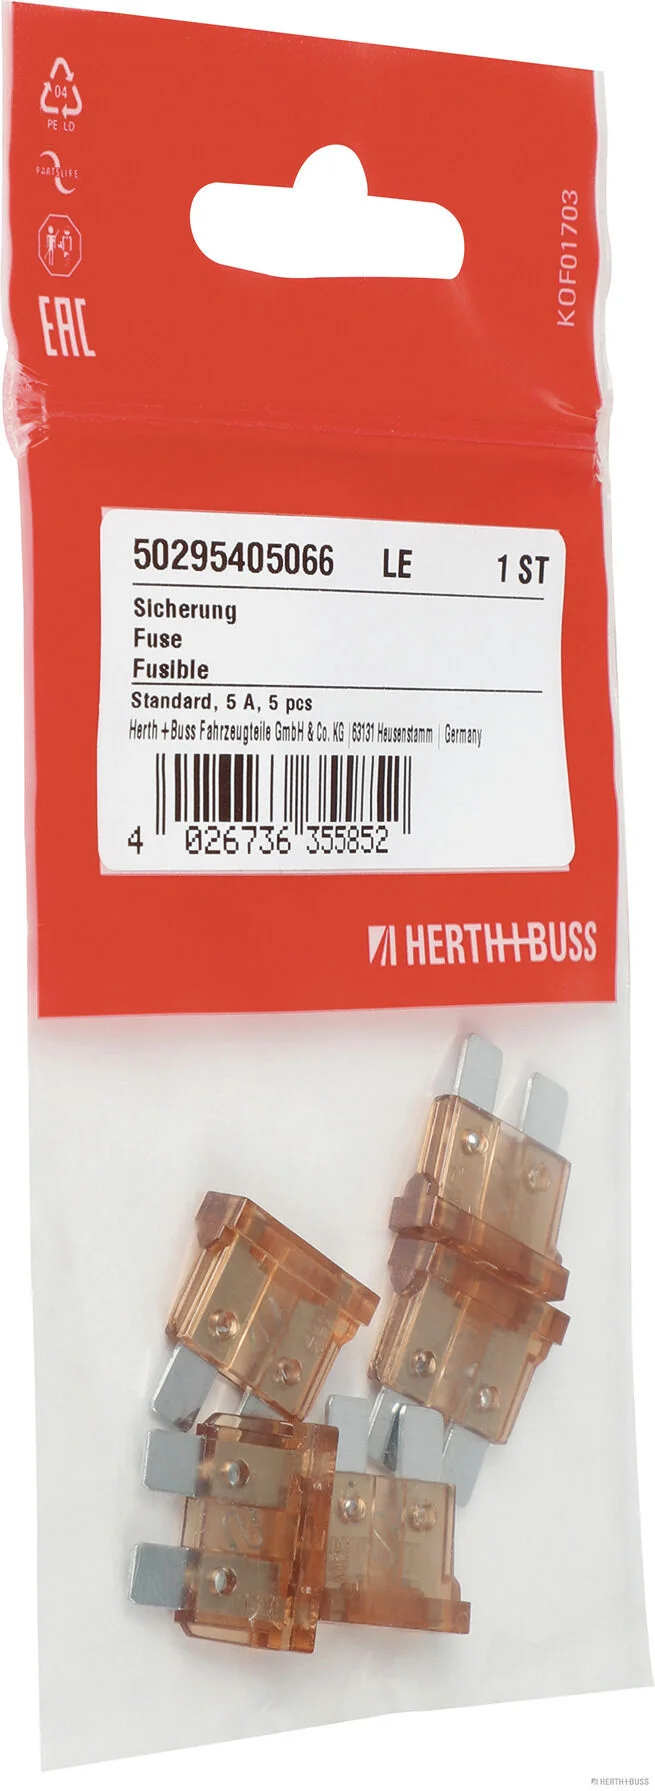 04
PE LD
PARTSLIFE
EAC
KOF01703
50295405066 LE 1 ST
Sicherung
Fuse
Fusible
Standard, 5 A, 5 pcs
Herth+Buss Fahrzeugteile GmbH & Co. KG | 63131 Heusenstamm | Germany
4 026736 355852
HERTH+BUSS
HERTH+BUSS